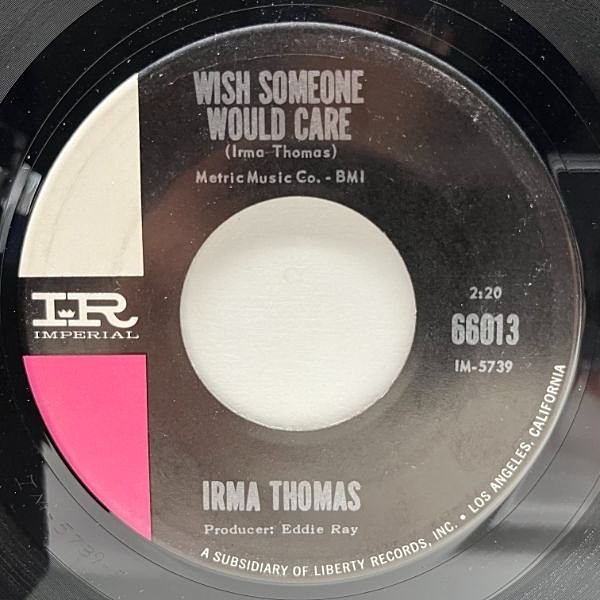 WISH SOMEONE
WOULD CARE
(Irma Thomas)
Metric Music Co. - BMI
IR
IMPERIAL
2:20
66013
IM-5739
IRMA THOMAS
Producer: Eddie Ray
A SUBSIDIARY OF LIBERTY RECORDS, INC. • LOS ANGELES, CALIFORNIA